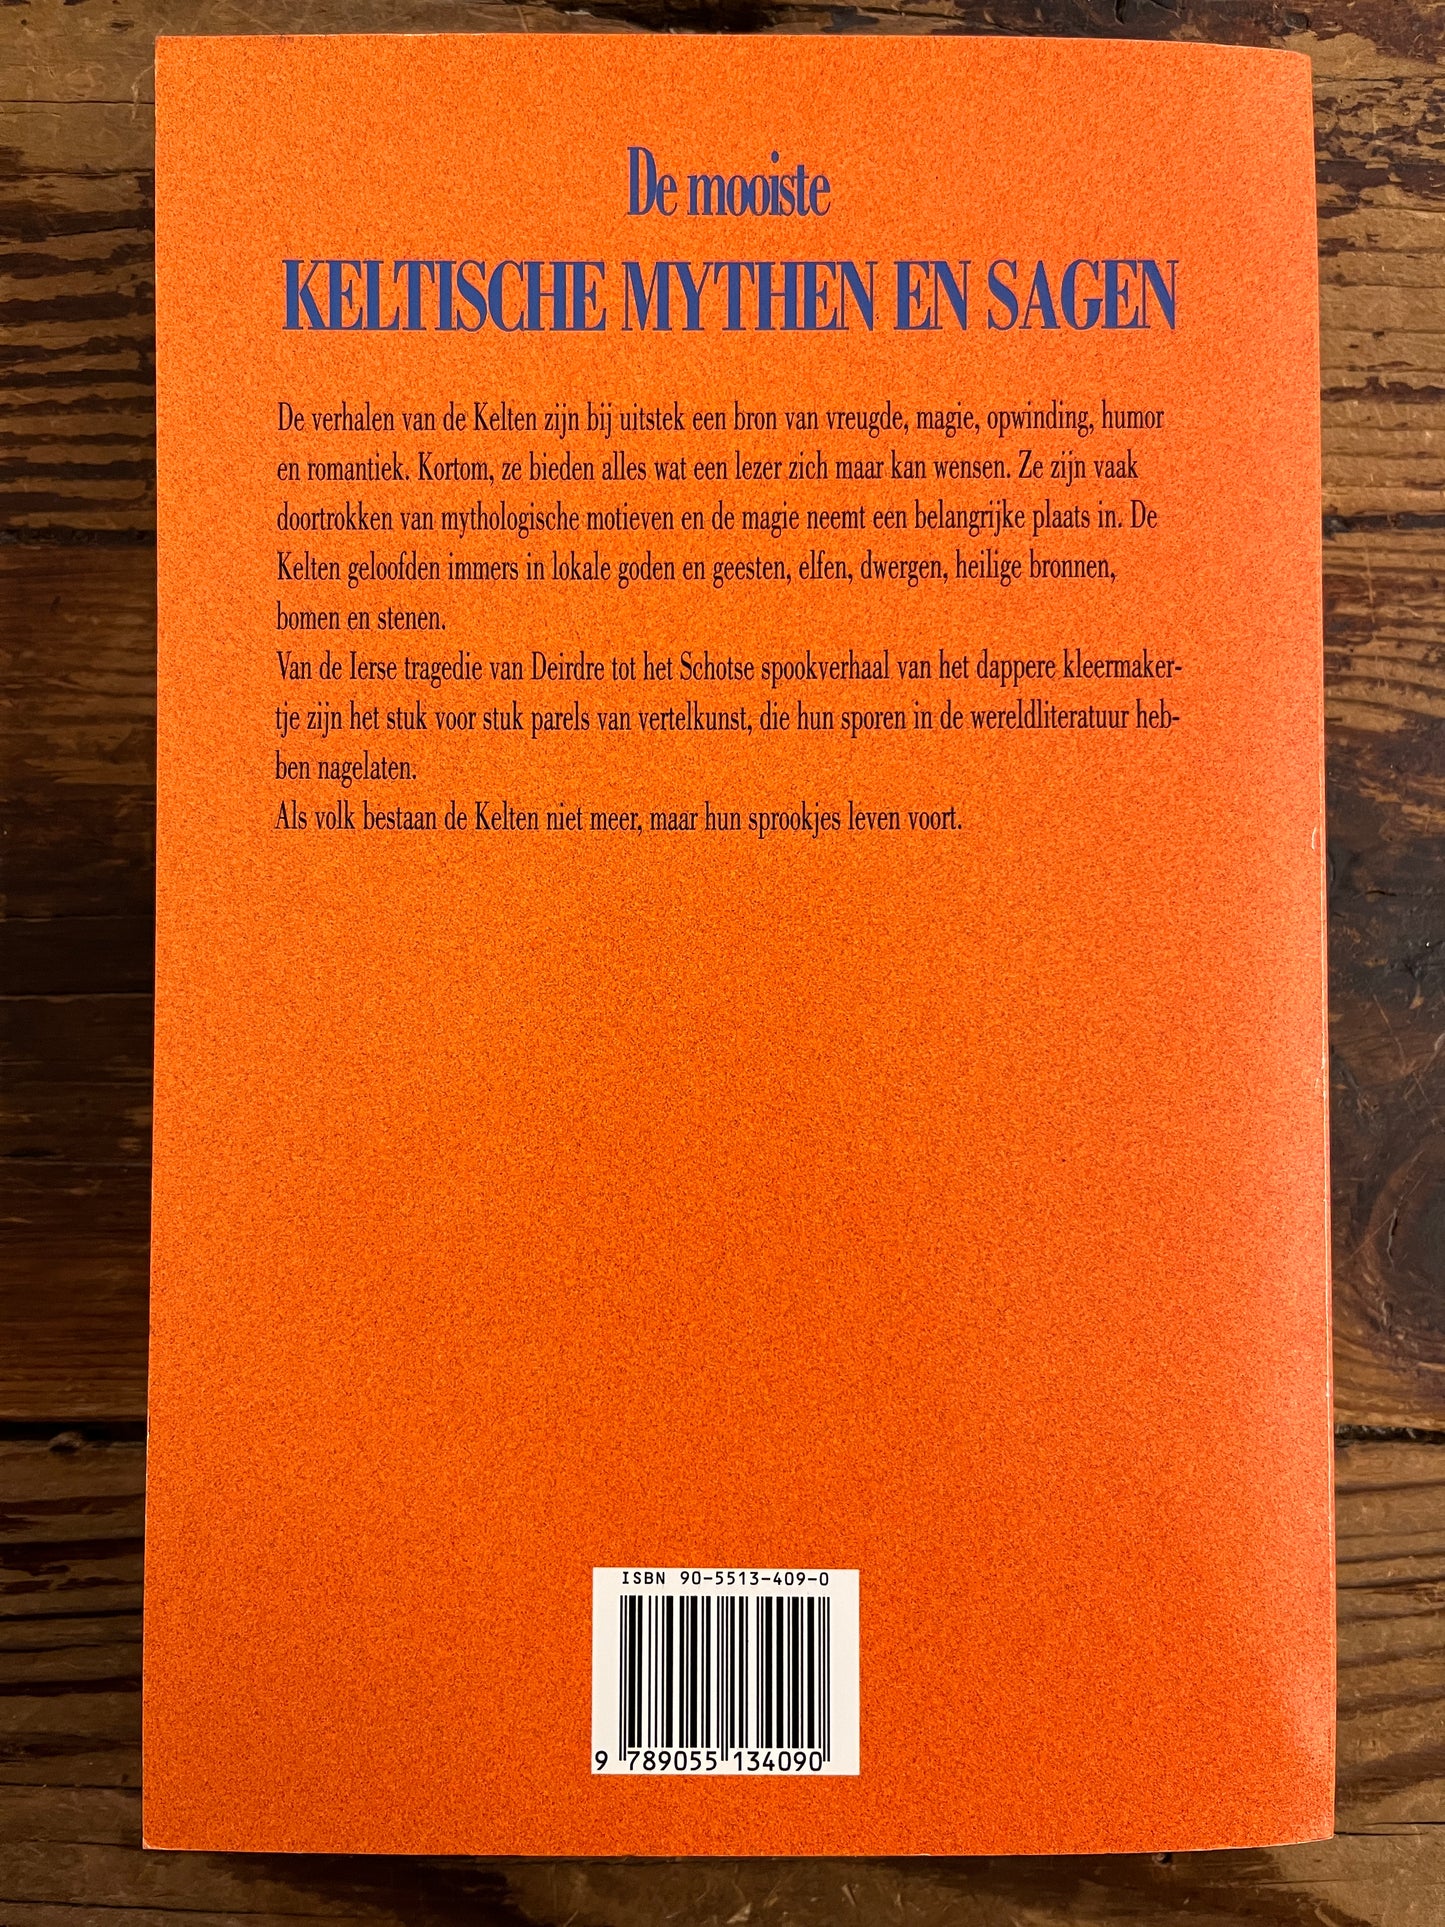 De mooiste
KELTISCHE MYTHEN EN SAGEN
De verhalen van de Kelten zijn bij uitstek een bron van vreugde, magie, opwinding, humor
en romantiek. Kortom, ze bieden alles wat een lezer zich maar kan wensen. Ze zijn vaak
doortrokken van mythologische motieven en de magie neemt een belangrijke plaats in. De
Kelten geloofden immers in lokale goden en geesten, elfen, dwergen, heilige bronnen,
bomen en stenen.
Van de Ierse tragedie van Deirdre tot het Schotse spookverhaal van het dappere kleermaker-
tje zijn het stuk voor stuk parels van vertelkunst, die hun sporen in de wereldliteratuur heb-
ben nagelaten.
Als volk bestaan de Kelten niet meer, maar hun sprookjes leven voort.
ISBN 90-5513-409-0
9 789055 134090